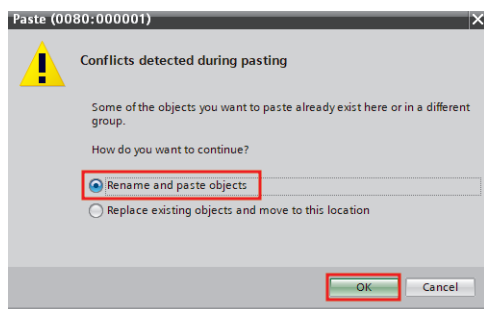 Paste (0080:000001)
Conflicts detected during pasting
Some of the objects you want to paste already exist here or in a different
group.
How do you want to continue?
Rename and paste objects
Replace existing objects and move to this location
OK
Cancel